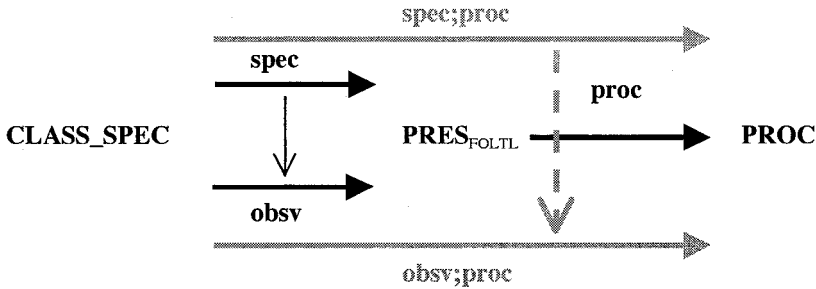 spec;proc
spec
proc
CLASS_SPEC PRES_FOLTL PROC
obsv
obsv;proc